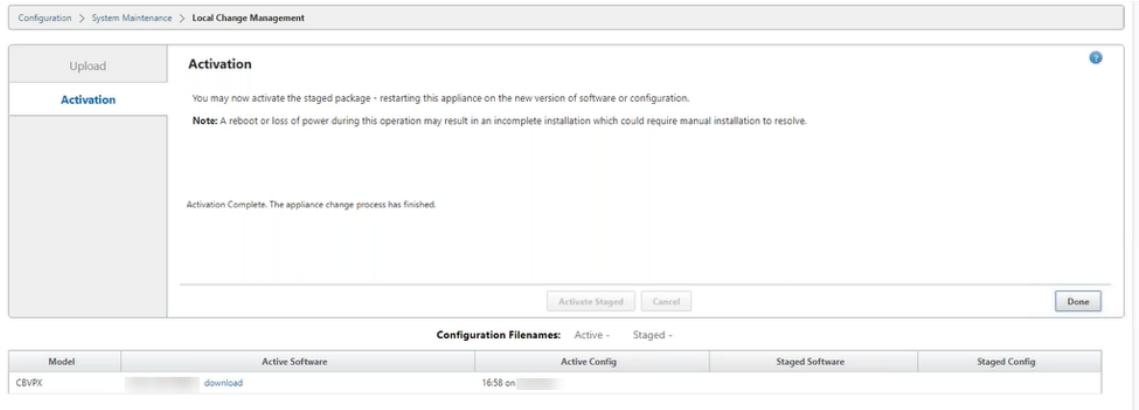 Configuration > System Maintenance > Local Change Management
Upload
Activation
Activation
You may now activate the staged package - restarting this appliance on the new version of software or configuration.
Note: A reboot or loss of power during this operation may result in an incomplete installation which could require manual installation to resolve.
Activation Complete. The appliance change process has finished.
Activate Staged Cancel Done
Configuration Filenames: Active - Staged -
Model Active Software Active Config Staged Software Staged Config
CBVPX download 16:58 on